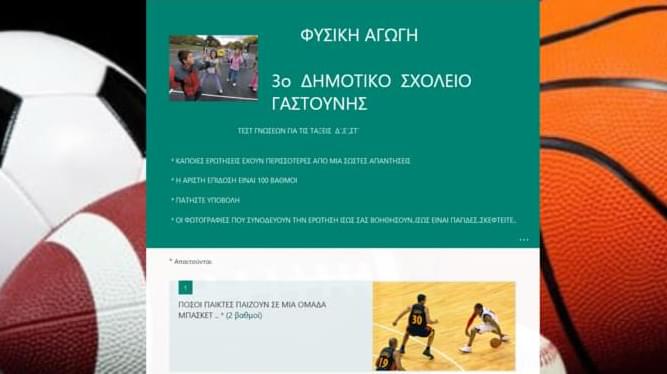 ΦΥΣΙΚΗ ΑΓΩΓΗ
3ο ΔΗΜΟΤΙΚΟ ΣΧΟΛΕΙΟ
ΓΑΣΤΟΥΝΗΣ
ΤΕΣΤ ΓΝΩΣΕΩΝ ΓΙΑ ΤΙΣ ΤΑΞΕΙΣ Δ΄,Ε΄,ΣΤ΄
* ΚΑΠΟΙΕΣ ΕΡΩΤΗΣΕΙΣ ΕΧΟΥΝ ΠΕΡΙΣΣΟΤΕΡΕΣ ΑΠΟ ΜΙΑ ΣΩΣΤΕΣ ΑΠΑΝΤΗΣΕΙΣ
* Η ΑΡΙΣΤΗ ΕΠΙΔΟΣΗ ΕΙΝΑΙ 100 ΒΑΘΜΟΙ
* ΠΑΤΗΣΤΕ ΥΠΟΒΟΛΗ
* ΟΙ ΦΩΤΟΓΡΑΦΙΕΣ ΠΟΥ ΣΥΝΟΔΕΥΟΥΝ ΤΗΝ ΕΡΩΤΗΣΗ ΙΣΩΣ ΣΑΣ ΒΟΗΘΗΣΟΥΝ..ΙΣΩΣ ΕΙΝΑΙ ΠΑΓΙΔΕΣ..ΣΚΕΦΤΕΙΤΕ..
...
* Απαιτούνται
1
ΠΟΣΟΙ ΠΑΙΚΤΕΣ ΠΑΙΖΟΥΝ ΣΕ ΜΙΑ ΟΜΑΔΑ
ΜΠΑΣΚΕΤ .. * (2 βαθμοί)
30
19